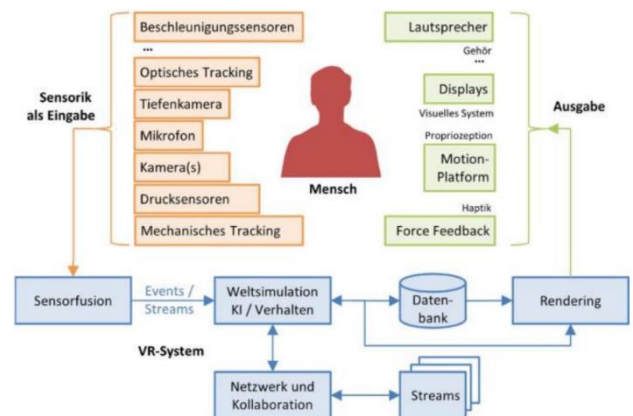 Beschleunigungssensoren
...
Optisches Tracking
Tiefenkamera
Mikrofon
Kamera(s)
Drucksensoren
Mechanisches Tracking
Sensorik
als Eingabe
Mensch
Lautsprecher
Gehör
...
Displays
Visuelles System
Propriozeption
Motion-
Platform
Haptik
Force Feedback
Ausgabe
Sensorfusion
Events /
Streams
Weltsimulation
KI / Verhalten
Daten-
bank
Rendering
VR-System
Netzwerk und
Kollaboration
Streams